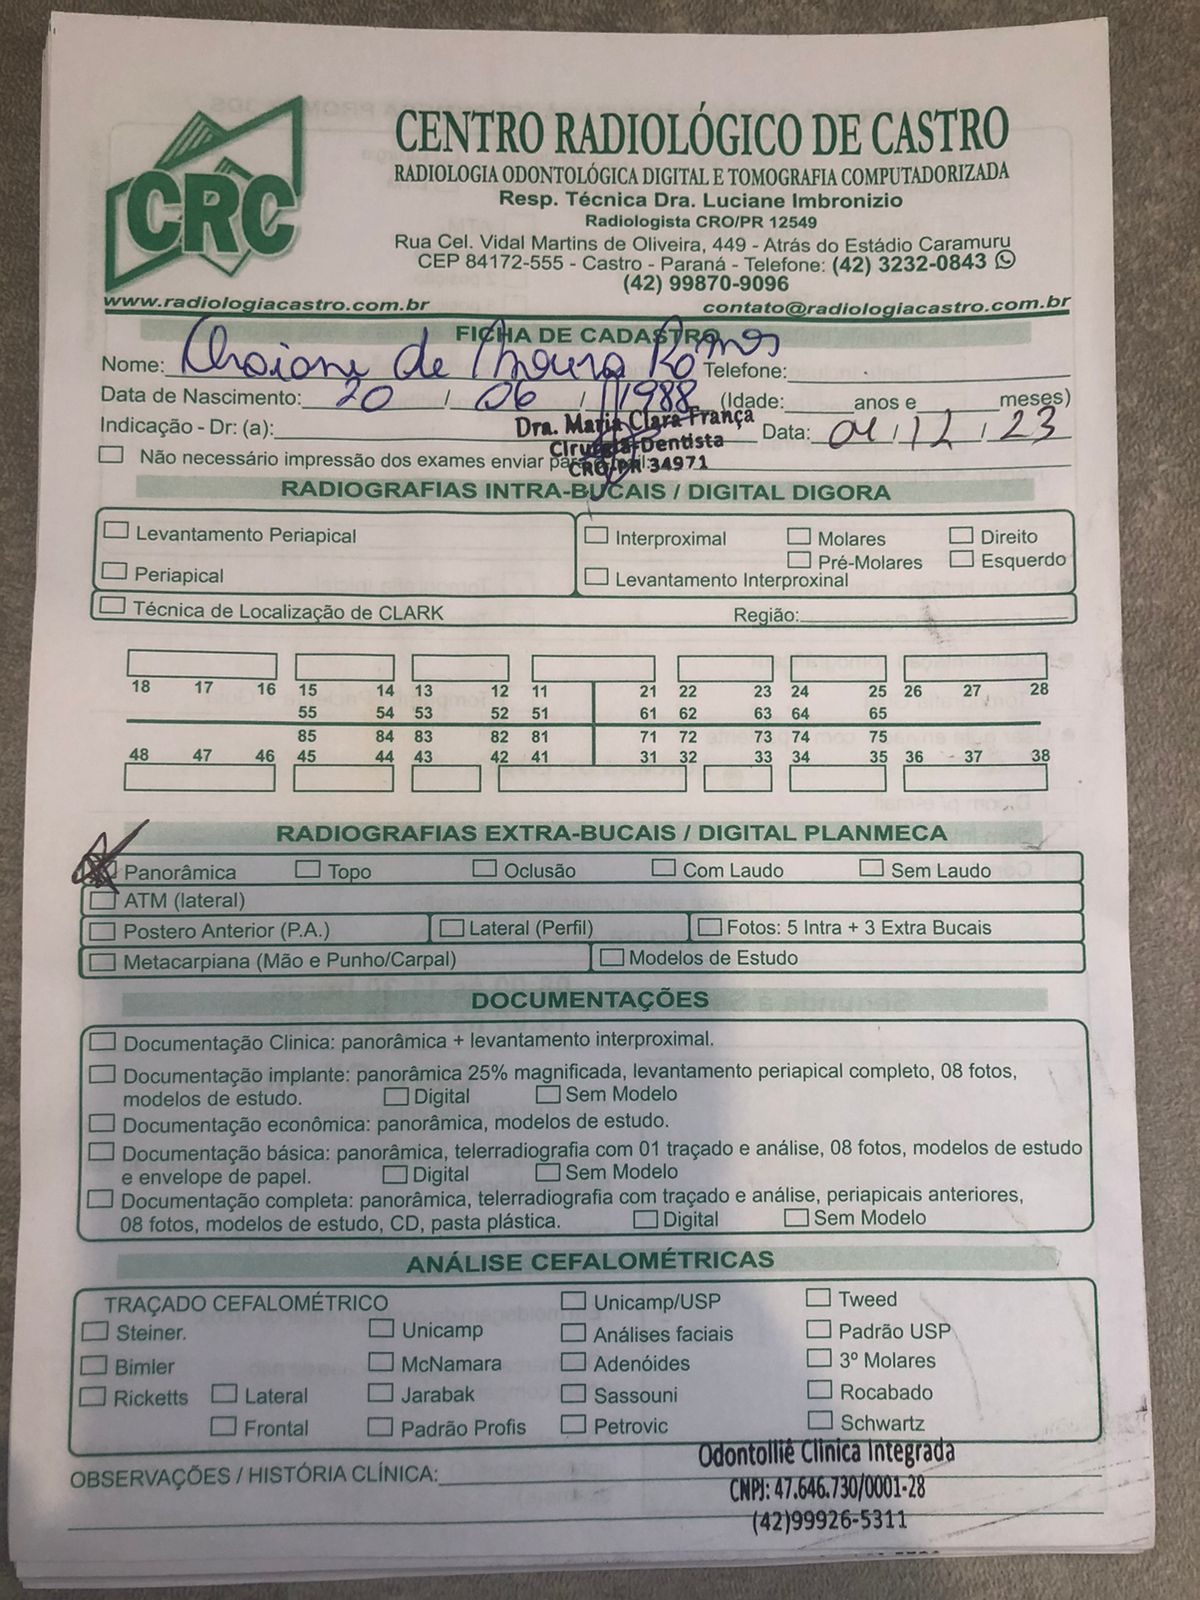 CRC
CENTRO RADIOLÓGICO DE CASTRO
RADIOLOGIA ODONTOLÓGICA DIGITAL E TOMOGRAFIA COMPUTADORIZADA
Resp. Técnica Dra. Luciane Imbronizio
Radiologista CRO/PR 12549
Rua Cel. Vidal Martins de Oliveira, 449 - Atrás do Estádio Caramuru
CEP 84172-555 - Castro - Paraná - Telefone: (42) 3232-0843
(42) 99870-9096
www.radiologiacastro.com.br contato@radiologiacastro.com.br
FICHA DE CADASTRO
Nome: de Moura Ramos Telefone:
Data de Nascimento: 20 / 06 / 1988 (Idade: anos e meses)
Indicação - Dr: (a): Dra. Maria Clara França Data: 04 / 12 / 23
Cirurgiã-Dentista
Não necessário impressão dos exames enviar para
CRO/PR 34971
RADIOGRAFIAS INTRA-BUCAIS / DIGITAL DIGORA
Levantamento Periapical Interproximal Molares Direito
Pré-Molares Esquerdo
Periapical Levantamento Interproxinal
Técnica de Localização de CLARK Região:
18 17 16 15 14 13 12 11 21 22 23 24 25 26 27 28
55 54 53 52 51 61 62 63 64 65
85 84 83 82 81 71 72 73 74 75
48 47 46 45 44 43 42 41 31 32 33 34 35 36 37 38
RADIOGRAFIAS EXTRA-BUCAIS / DIGITAL PLANMECA
Panorâmica Topo Oclusão Com Laudo Sem Laudo
ATM (lateral)
Postero Anterior (P.A.) Lateral (Perfil) Fotos: 5 Intra + 3 Extra Bucais
Metacarpiana (Mão e Punho/Carpal) Modelos de Estudo
DOCUMENTAÇÕES
Documentação Clinica: panorâmica + levantamento interproximal.
Documentação implante: panorâmica 25% magnificada, levantamento periapical completo, 08 fotos,
modelos de estudo. Digital Sem Modelo
Documentação econômica: panorâmica, modelos de estudo.
Documentação básica: panorâmica, telerradiografia com 01 traçado e análise, 08 fotos, modelos de estudo
e envelope de papel. Digital Sem Modelo
Documentação completa: panorâmica, telerradiografia com traçado e análise, periapicais anteriores,
08 fotos, modelos de estudo, CD, pasta plástica. Digital Sem Modelo
ANÁLISE CEFALOMÉTRICAS
TRAÇADO CEFALOMÉTRICO Unicamp/USP Tweed
Steiner. Unicamp Análises faciais Padrão USP
Bimler McNamara Adenóides 3º Molares
Ricketts Lateral Jarabak Sassouni Rocabado
Frontal Padrão Profis Petrovic Schwartz
Odontolliê Clinica Integrada
OBSERVAÇÕES / HISTÓRIA CLÍNICA: CNPJ: 47.646.730/0001-28
(42)99926-5311